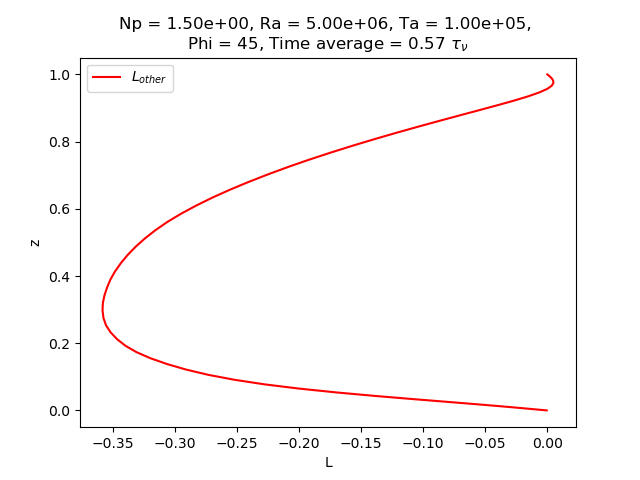 Np = 1.50e+00, Ra = 5.00e+06, Ta = 1.00e+05,
Phi = 45, Time average = 0.57 τ_ν
L_other
1.0
0.8
0.6
0.4
0.2
0.0
z
−0.35 −0.30 −0.25 −0.20 −0.15 −0.10 −0.05 0.00
L